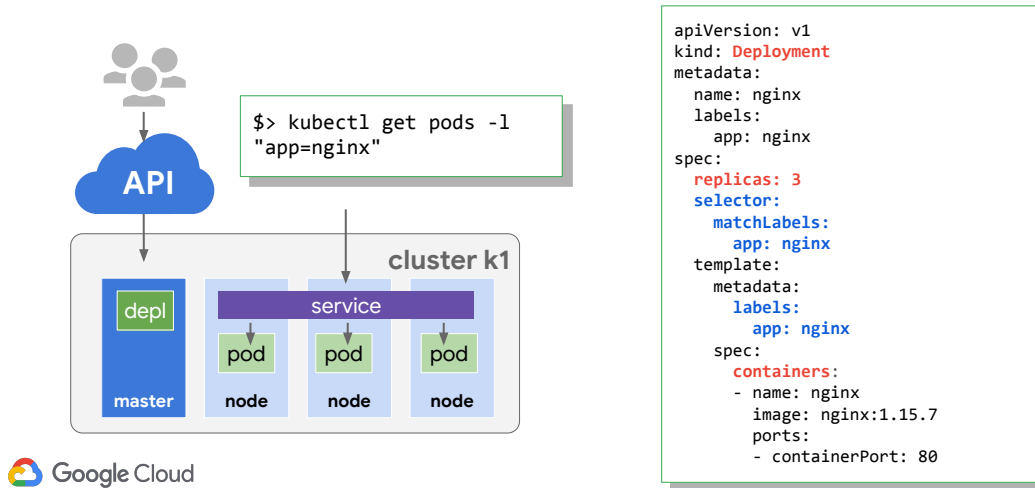 $> kubectl get pods -l
"app=nginx"
API
cluster k1
depl
service
pod
pod
pod
master
node
node
node
Google Cloud
apiVersion: v1
kind: Deployment
metadata:
  name: nginx
  labels:
    app: nginx
spec:
  replicas: 3
  selector:
    matchLabels:
      app: nginx
  template:
    metadata:
      labels:
        app: nginx
    spec:
      containers:
      - name: nginx
        image: nginx:1.15.7
        ports:
        - containerPort: 80